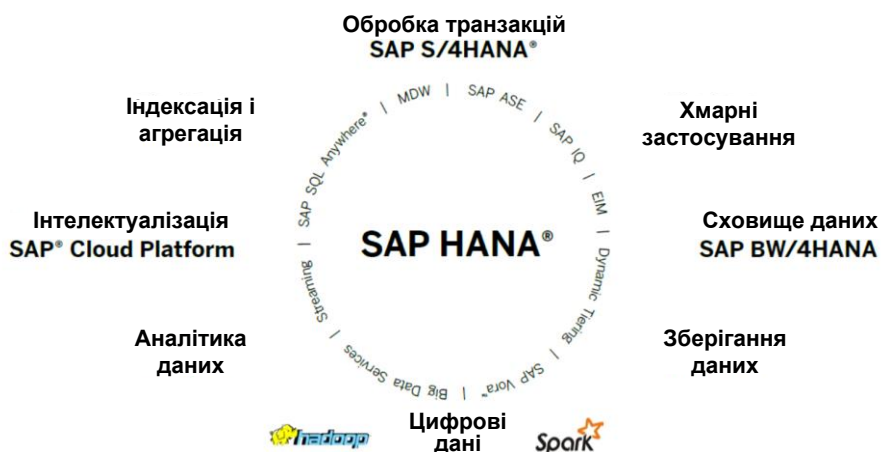 Обробка транзакцій
SAP S/4HANA®
Індексація і
агрегація
Хмарні
застосування
MDW | SAP ASE | SAP IQ | EIM | Dynamic Tiering | SAP Vora™ | Big Data Services | Streaming | SAP SQL Anywhere® |
Інтелектуалізація
SAP® Cloud Platform
SAP HANA®
Сховище даних
SAP BW/4HANA
Аналітика
даних
Зберігання
даних
hadoop
Цифрові
дані
Spark